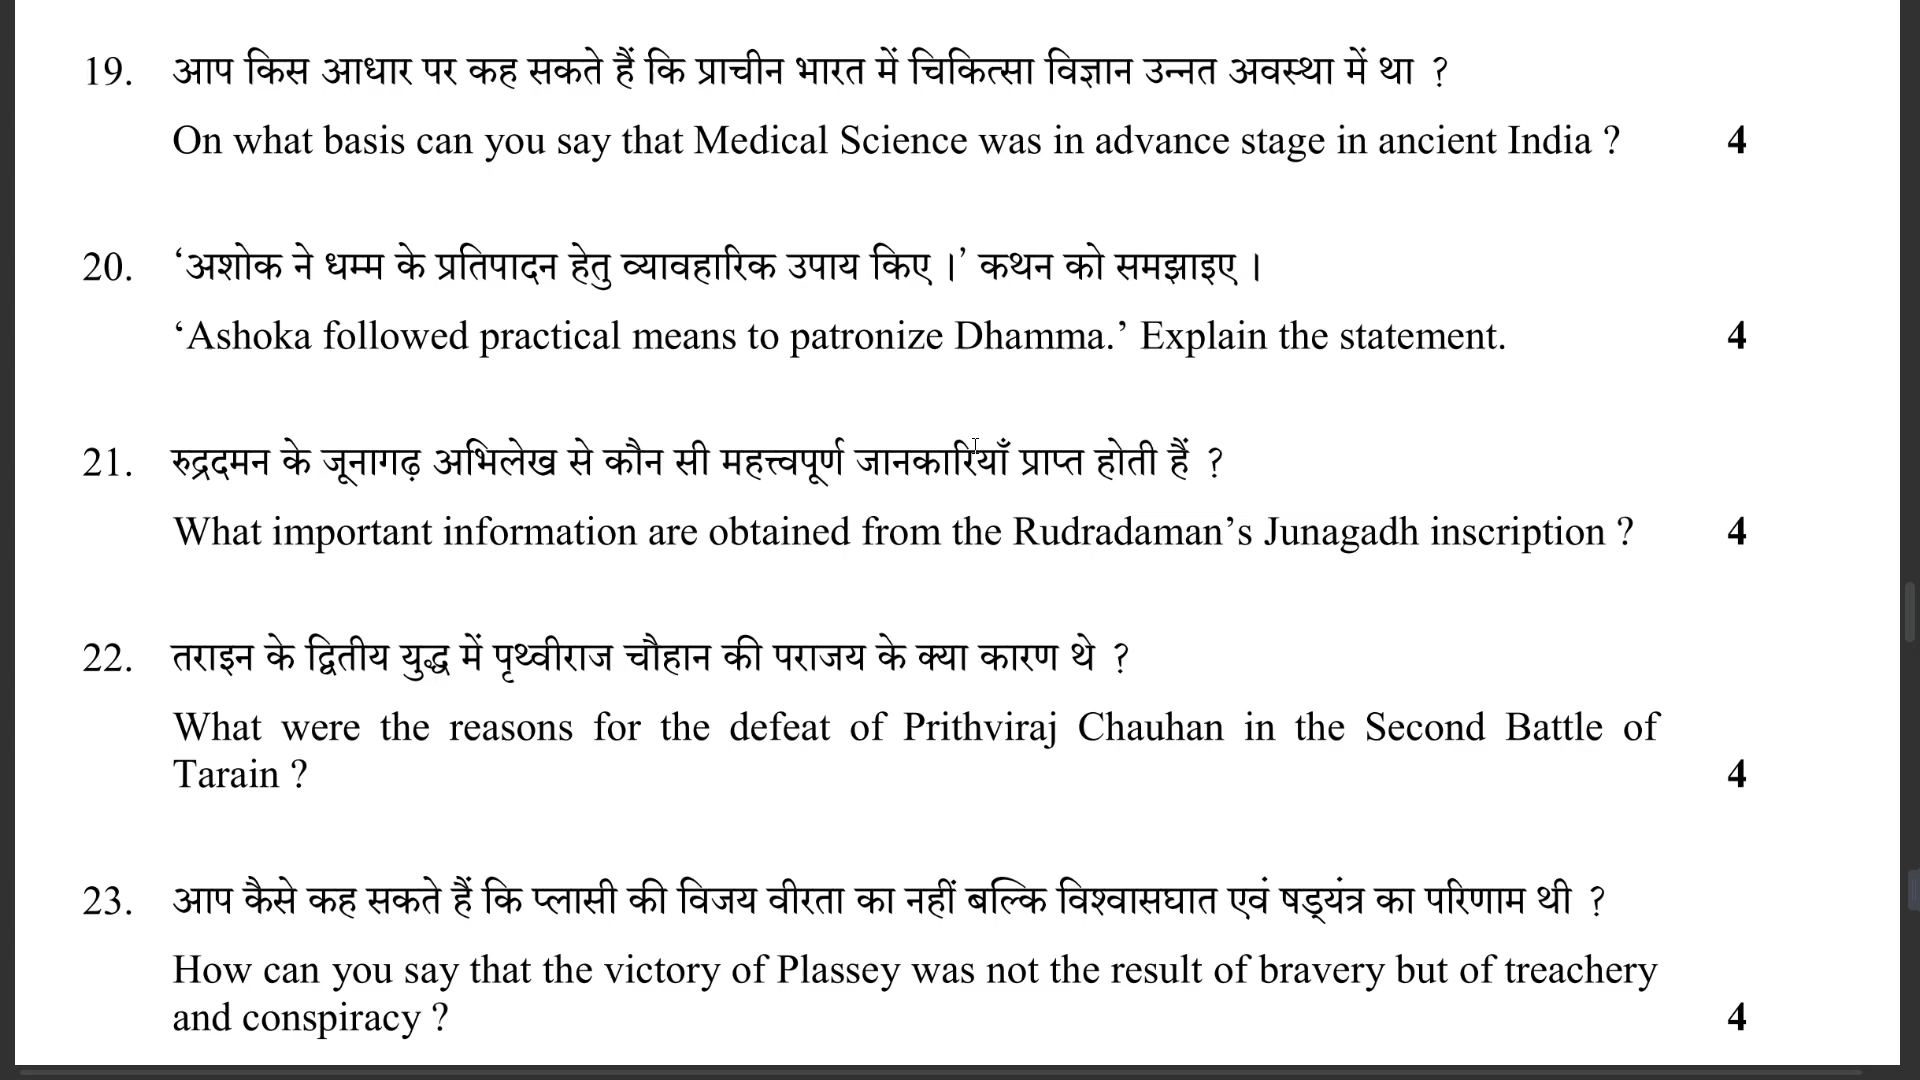 19. आप किस आधार पर कह सकते हैं कि प्राचीन भारत में चिकित्सा विज्ञान उन्नत अवस्था में था ?
On what basis can you say that Medical Science was in advance stage in ancient India ? 4
20. ‘अशोक ने धम्म के प्रतिपादन हेतु व्यावहारिक उपाय किए ।’ कथन को समझाइए ।
‘Ashoka followed practical means to patronize Dhamma.’ Explain the statement. 4
21. रुद्रदमन के जूनागढ़ अभिलेख से कौन सी महत्त्वपूर्ण जानकारियाँ प्राप्त होती हैं ?
What important information are obtained from the Rudradaman’s Junagadh inscription ? 4
22. तराइन के द्वितीय युद्ध में पृथ्वीराज चौहान की पराजय के क्या कारण थे ?
What were the reasons for the defeat of Prithviraj Chauhan in the Second Battle of
Tarain ? 4
23. आप कैसे कह सकते हैं कि प्लासी की विजय वीरता का नहीं बल्कि विश्वासघात एवं षड्यंत्र का परिणाम थी ?
How can you say that the victory of Plassey was not the result of bravery but of treachery
and conspiracy ? 4